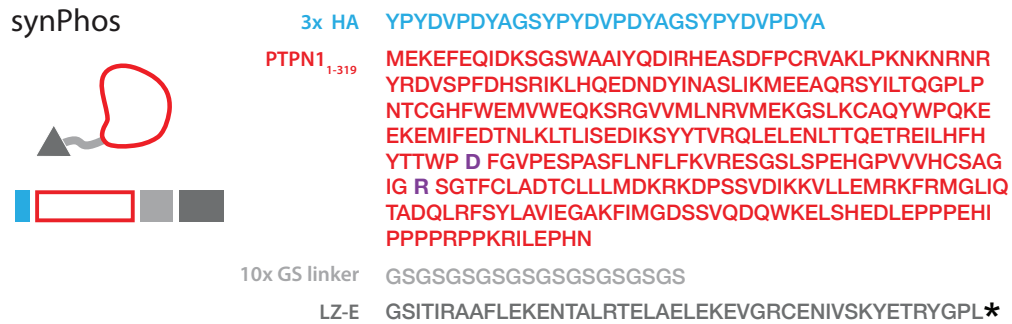 synPhos
3x HA YPYDVPDYAGSYPYDVPDYAGSYPYDVPDYA
PTPN1 1-319 MEKEFEQIDKSGSWAAIYQDIRHEASDFPCRVAKLPKNKNRNR
YRDVSPFDHSRIKLHQEDNDYINASLIKMEEAQRSYILTQGPLP
NTCGHFWEMVWEQKSRGVVMLNRVMEKGSLKCAQYWPQKE
EKEMIFEDTNLKLTLISEDIKSYYTVRQLELENLTTQETREILHFH
YTTWP D FGVPESPASFLNFLFKVRESGSLSPEHGPVVVHCSAG
IG R SGTFCLADTCLLLMDKRKDPSSVDIKKVLLEMRKFRMGLIQ
TADQLRFSYLAVIEGAKFIMGDSSVQDQWKELSHEDLEPPPEHI
PPPPRPPKRILEPHN
10x GS linker GSGSGSGSGSGSGSGSGSGS
LZ-E GSITIRAAFLEKENTALRTELAELEKEVGRCENIVSKYETRYGPL*